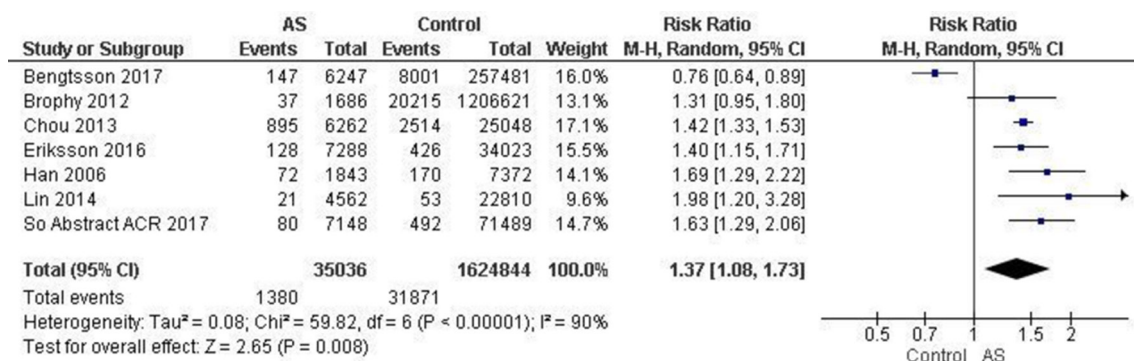 AS Control Risk Ratio Risk Ratio
Study or Subgroup Events Total Events Total Weight M-H, Random, 95% CI M-H, Random, 95% CI
Bengtsson 2017 147 6247 8001 257481 16.0% 0.76 [0.64, 0.89]
Brophy 2012 37 1686 20215 1206621 13.1% 1.31 [0.95, 1.80]
Chou 2013 895 6262 2514 25048 17.1% 1.42 [1.33, 1.53]
Eriksson 2016 128 7288 426 34023 15.5% 1.40 [1.15, 1.71]
Han 2006 72 1843 170 7372 14.1% 1.69 [1.29, 2.22]
Lin 2014 21 4562 53 22810 9.6% 1.98 [1.20, 3.28]
So Abstract ACR 2017 80 7148 492 71489 14.7% 1.63 [1.29, 2.06]
Total (95% CI) 35036 1624844 100.0% 1.37 [1.08, 1.73]
Total events 1380 31871
Heterogeneity: Tau² = 0.08; Chi² = 59.82, df = 6 (P < 0.00001); I² = 90%
Test for overall effect: Z = 2.65 (P = 0.008)
0.5 0.7 1 1.5 2
Control AS